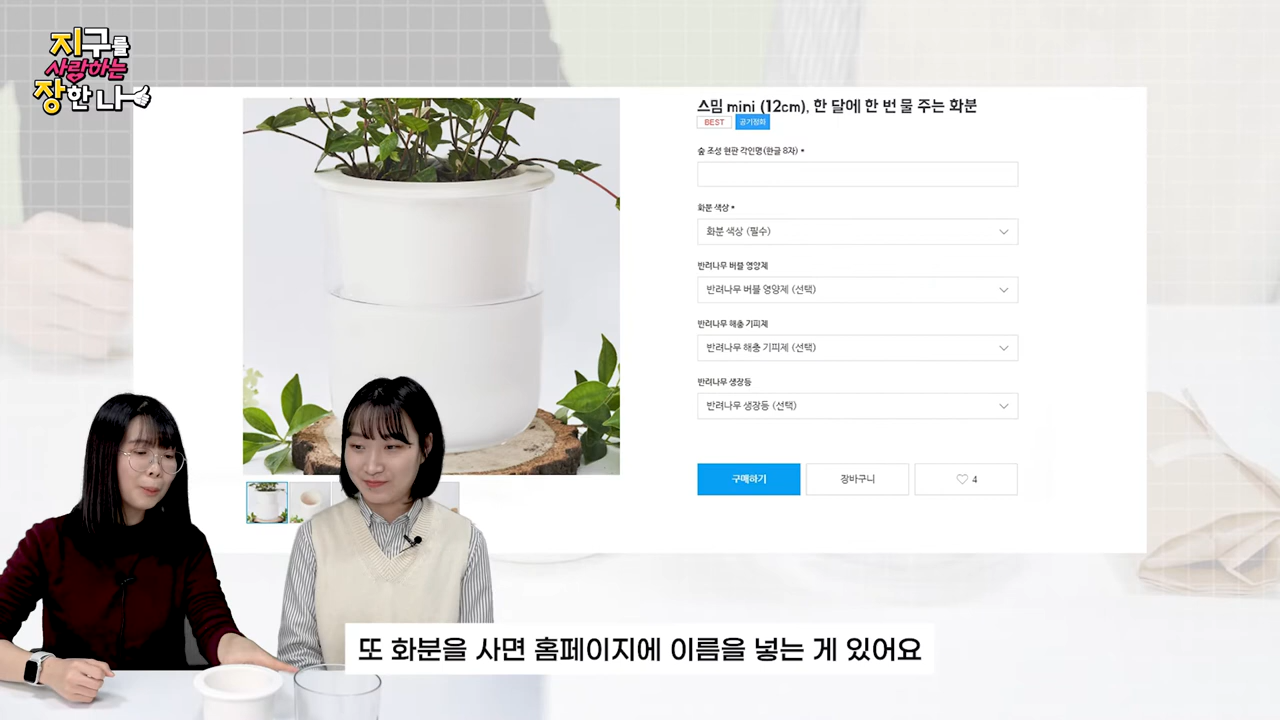 지구를
사랑하는
장한 나
스밈 mini (12cm), 한 달에 한 번 물 주는 화분
BEST 공기정화
숲 조성 현판 각인명(한글 8자) *
화분 색상 *
화분 색상 (필수)
반려나무 버블 영양제
반려나무 버블 영양제 (선택)
반려나무 해충 기피제
반려나무 해충 기피제 (선택)
반려나무 생장등
반려나무 생장등 (선택)
구매하기 장바구니 ♡ 4
또 화분을 사면 홈페이지에 이름을 넣는 게 있어요